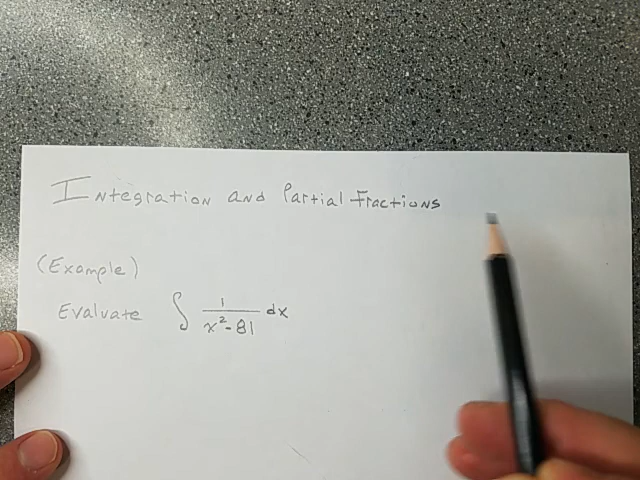 Integration and Partial Fractions
(Example)
Evaluate ∫ 1/(x²-81) dx